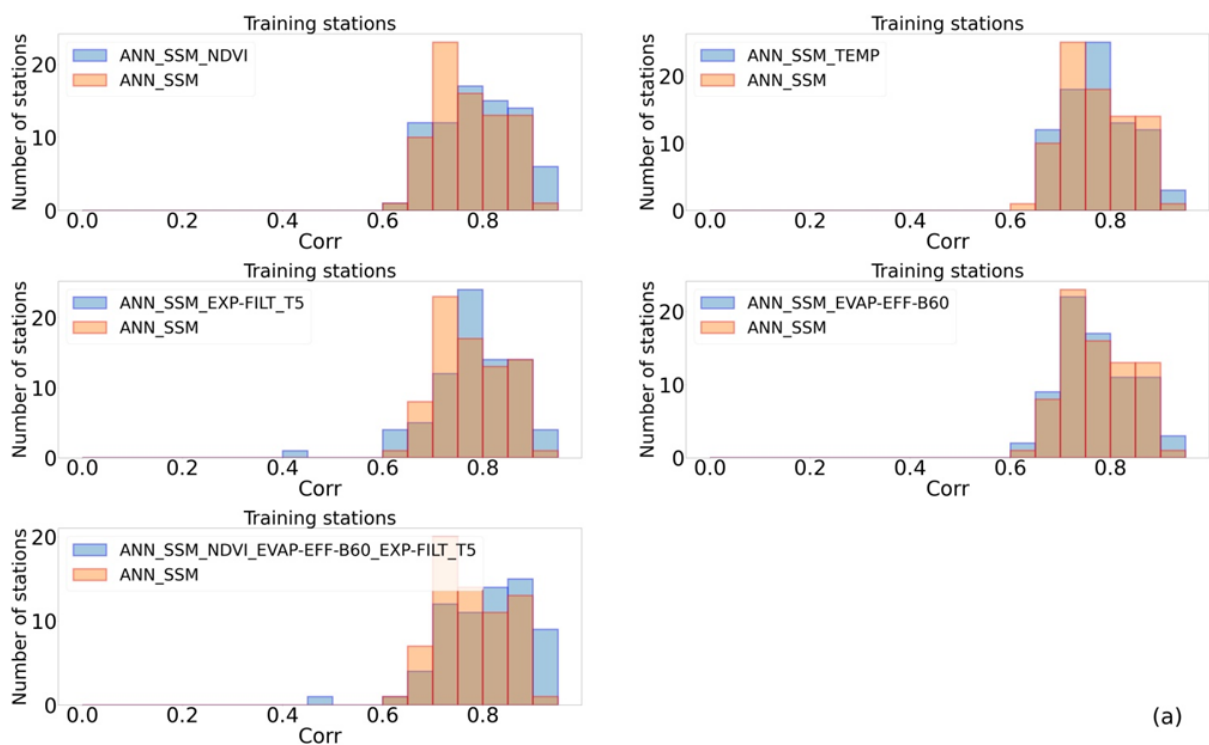 Training stations
Number of stations
20
10
0
ANN_SSM_NDVI
ANN_SSM
0.0 0.2 0.4 0.6 0.8
Corr
Training stations
Number of stations
20
10
0
ANN_SSM_TEMP
ANN_SSM
0.0 0.2 0.4 0.6 0.8
Corr
Training stations
Number of stations
20
10
0
ANN_SSM_EXP-FILT_T5
ANN_SSM
0.0 0.2 0.4 0.6 0.8
Corr
Training stations
Number of stations
20
10
0
ANN_SSM_EVAP-EFF-B60
ANN_SSM
0.0 0.2 0.4 0.6 0.8
Corr
Training stations
Number of stations
20
10
0
ANN_SSM_NDVI_EVAP-EFF-B60_EXP-FILT_T5
ANN_SSM
0.0 0.2 0.4 0.6 0.8
Corr
(a)